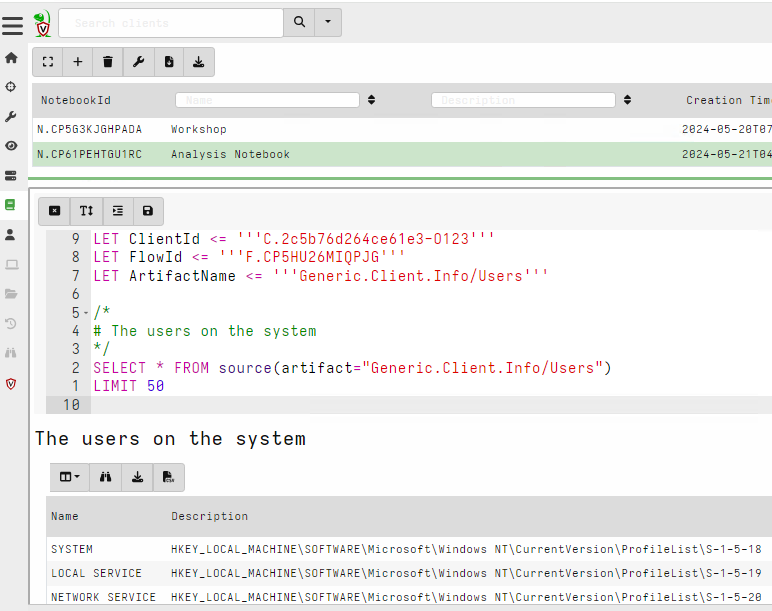 Search clients
NotebookId Name Description Creation Tim
N.CP5G3KJGHPADA Workshop 2024-05-20T07
N.CP61PEHTGU1RC Analysis Notebook 2024-05-21T04
9 LET ClientId <= '''C.2c5b76d264ce61e3-0123'''
8 LET FlowId <= '''F.CP5HU26MIQPJG'''
7 LET ArtifactName <= '''Generic.Client.Info/Users'''
6
5 /*
4 # The users on the system
3 */
2 SELECT * FROM source(artifact="Generic.Client.Info/Users")
1 LIMIT 50
10
The users on the system
CSV
Name Description
SYSTEM HKEY_LOCAL_MACHINE\SOFTWARE\Microsoft\Windows NT\CurrentVersion\ProfileList\S-1-5-18
LOCAL SERVICE HKEY_LOCAL_MACHINE\SOFTWARE\Microsoft\Windows NT\CurrentVersion\ProfileList\S-1-5-19
NETWORK SERVICE HKEY_LOCAL_MACHINE\SOFTWARE\Microsoft\Windows NT\CurrentVersion\ProfileList\S-1-5-20